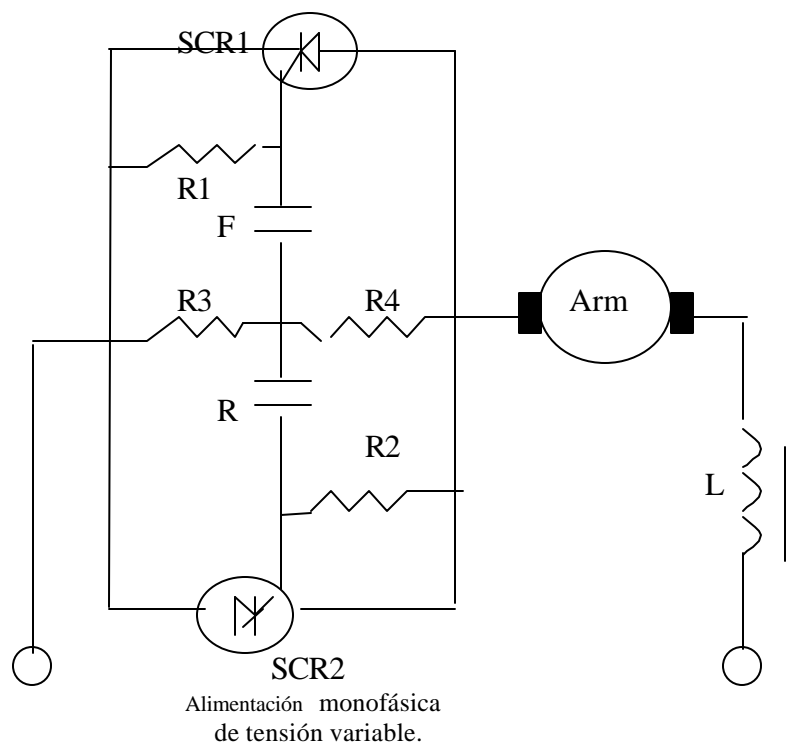 SCR1
R1
F
R3
R4
Arm
R
R2
L
SCR2
Alimentación monofásica
de tensión variable.